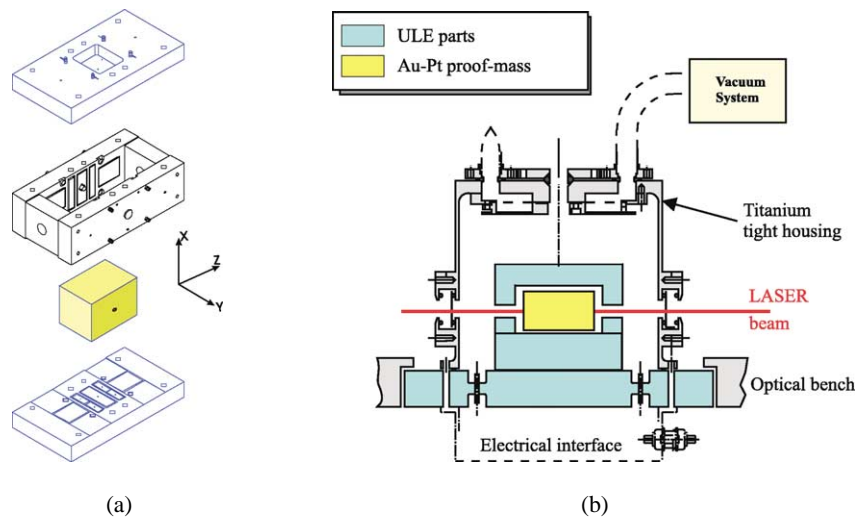 ULE parts
Au-Pt proof-mass
Vacuum
System
X
Z
Y
Titanium
tight housing
LASER
beam
Optical bench
Electrical interface
(a)
(b)